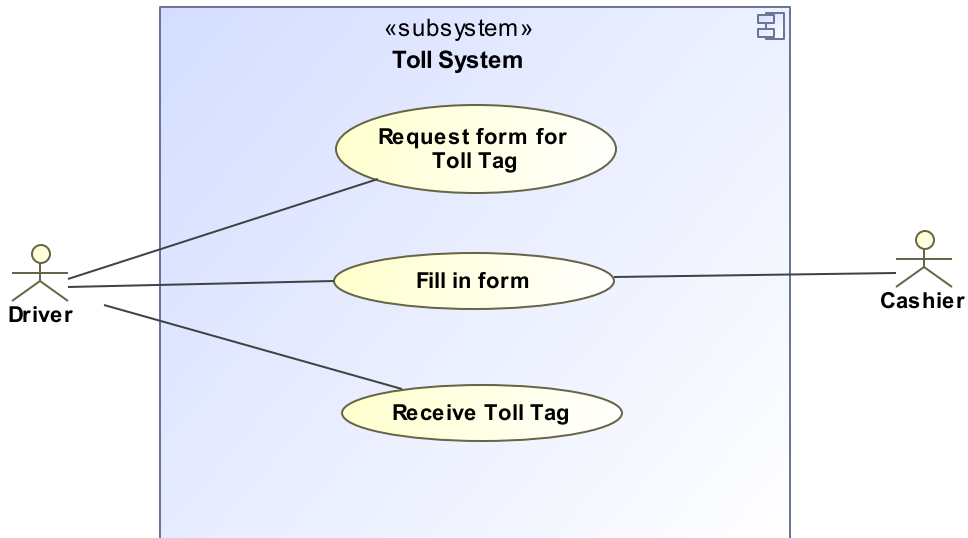 «subsystem»
Toll System
Request form for
Toll Tag
Fill in form
Driver
Cashier
Receive Toll Tag